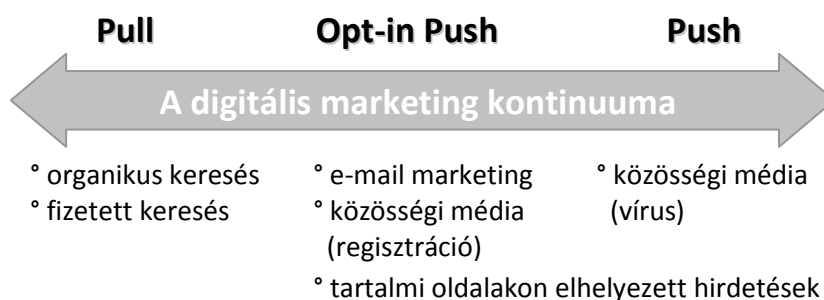 Pull Opt-in Push Push
A digitális marketing kontinuuma
° organikus keresés
° fizetett keresés
° e-mail marketing
° közösségi média
(regisztráció)
° közösségi média
(vírus)
° tartalmi oldalakon elhelyezett hirdetések